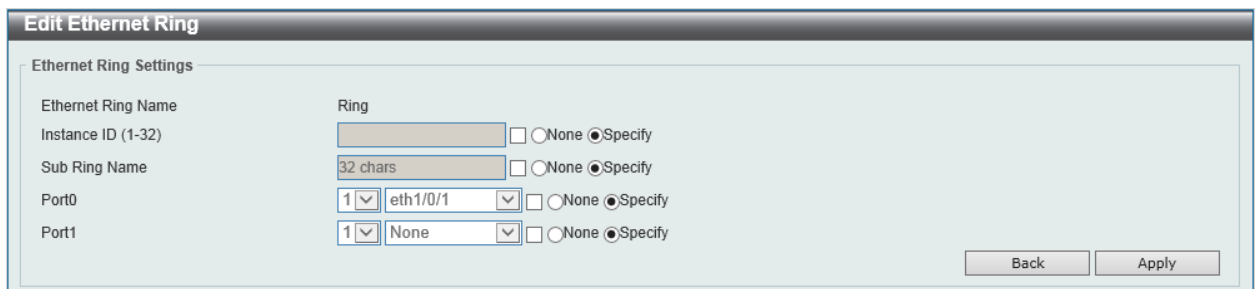 Edit Ethernet Ring
Ethernet Ring Settings
Ethernet Ring Name Ring
Instance ID (1-32) None Specify
Sub Ring Name 32 chars None Specify
Port0 1 eth1/0/1 None Specify
Port1 1 None None Specify
Back Apply